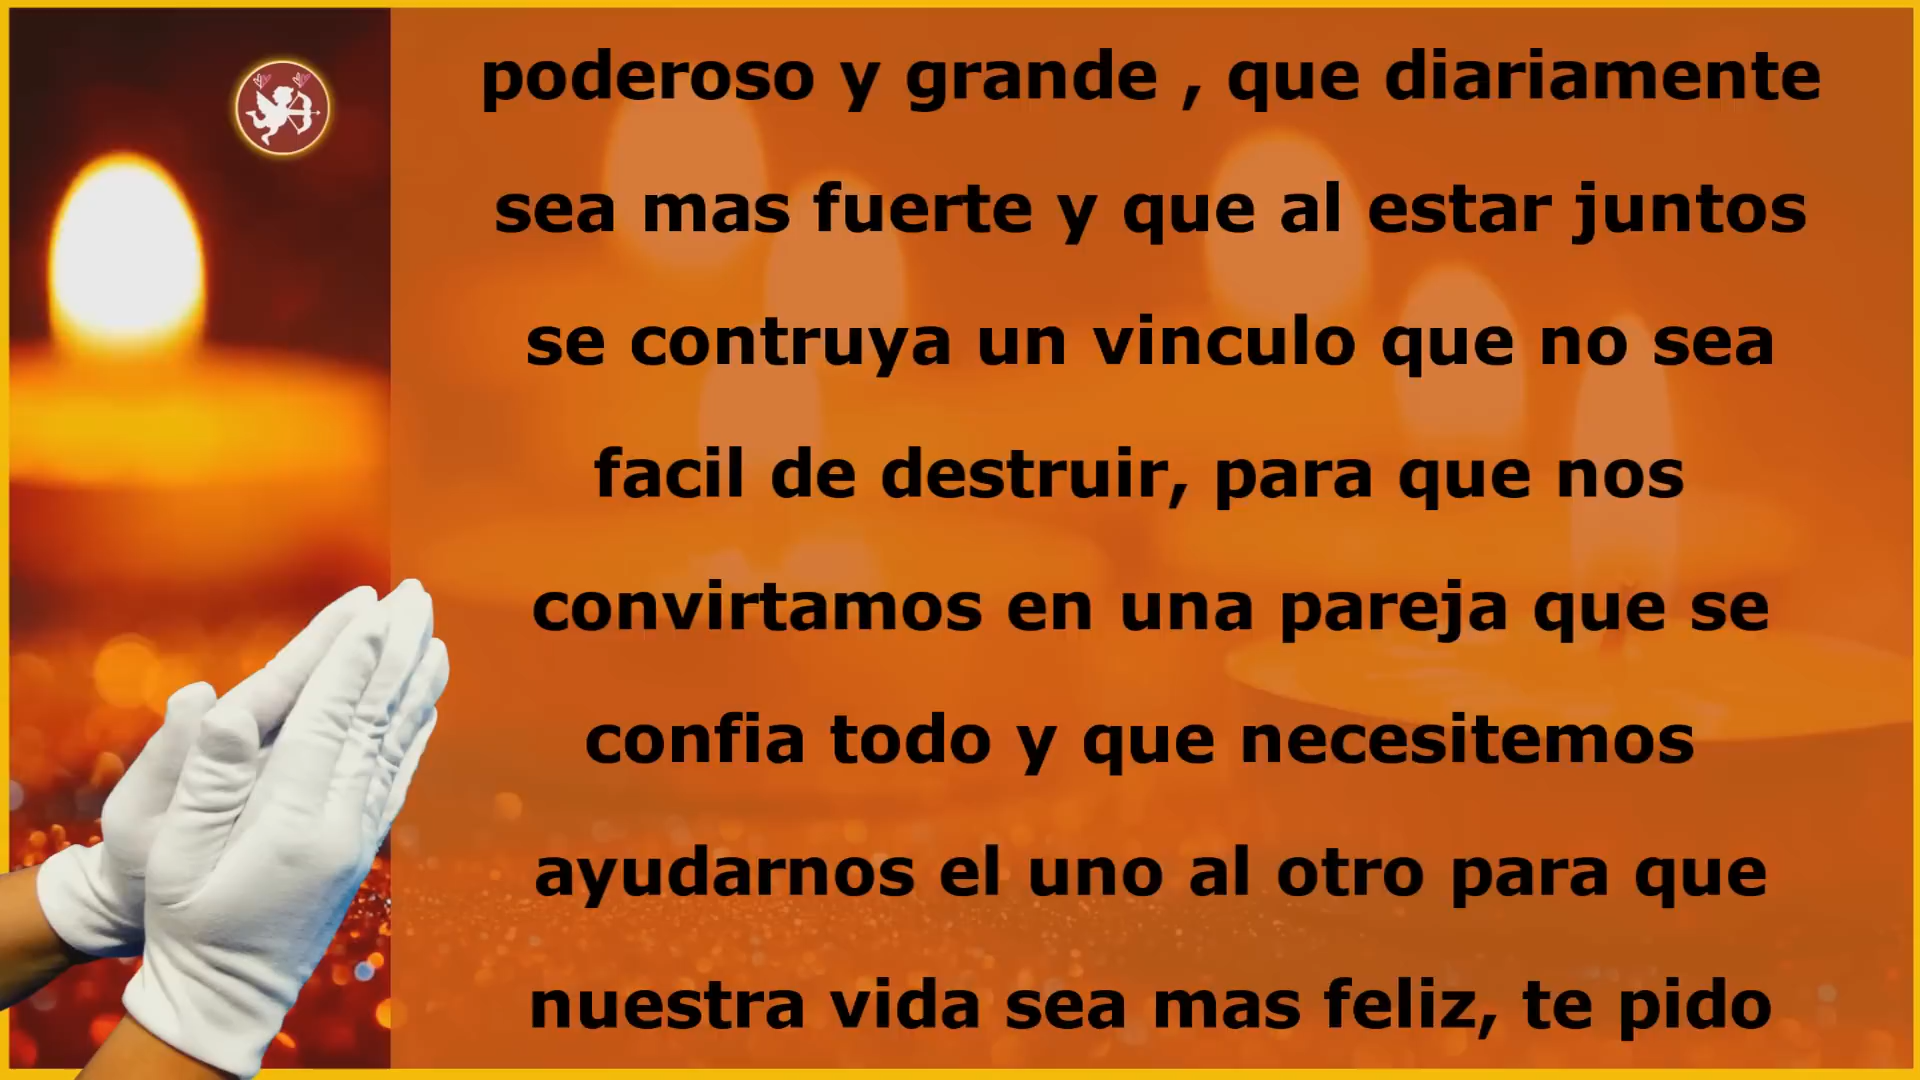 poderoso y grande , que diariamente
sea mas fuerte y que al estar juntos
se contruya un vinculo que no sea
facil de destruir, para que nos
convirtamos en una pareja que se
confia todo y que necesitemos
ayudarnos el uno al otro para que
nuestra vida sea mas feliz, te pido